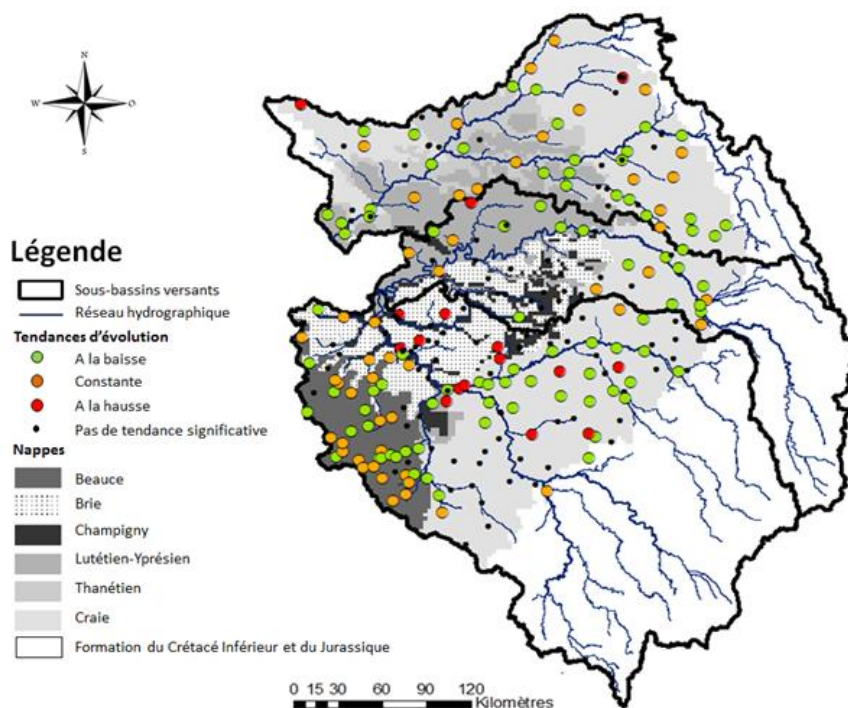 N
W
O
S
Légende
Sous-bassins versants
Réseau hydrographique
Tendances d'évolution
A la baisse
Constante
A la hausse
Pas de tendance significative
Nappes
Beauce
Brie
Champigny
Lutétien-Yprésien
Thanétien
Craie
Formation du Crétacé Inférieur et du Jurassique
0 15 30 60 90 120
Kilomètres